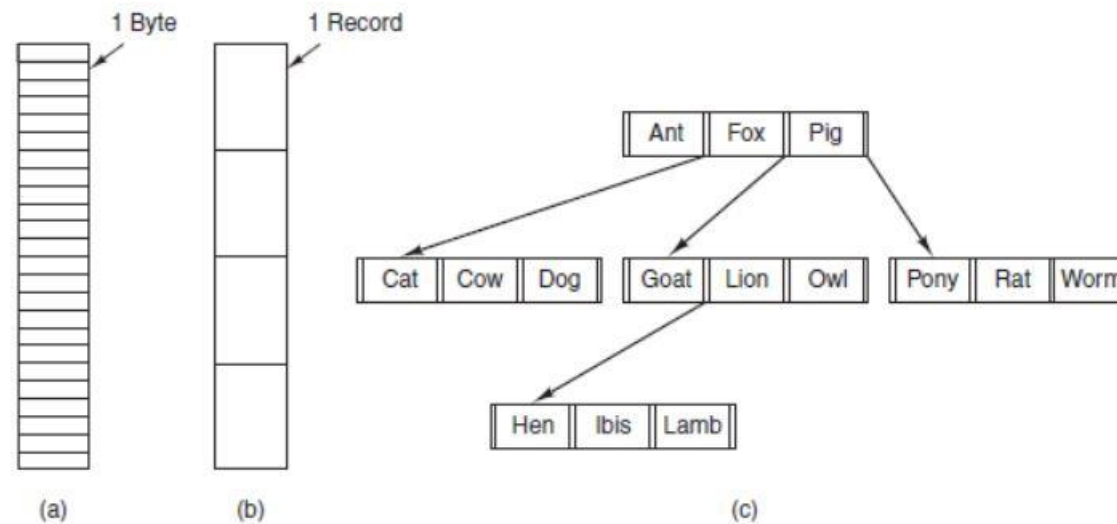 1 Byte 1 Record
Ant Fox Pig
Cat Cow Dog Goat Lion Owl Pony Rat Worm
Hen Ibis Lamb
(a) (b) (c)